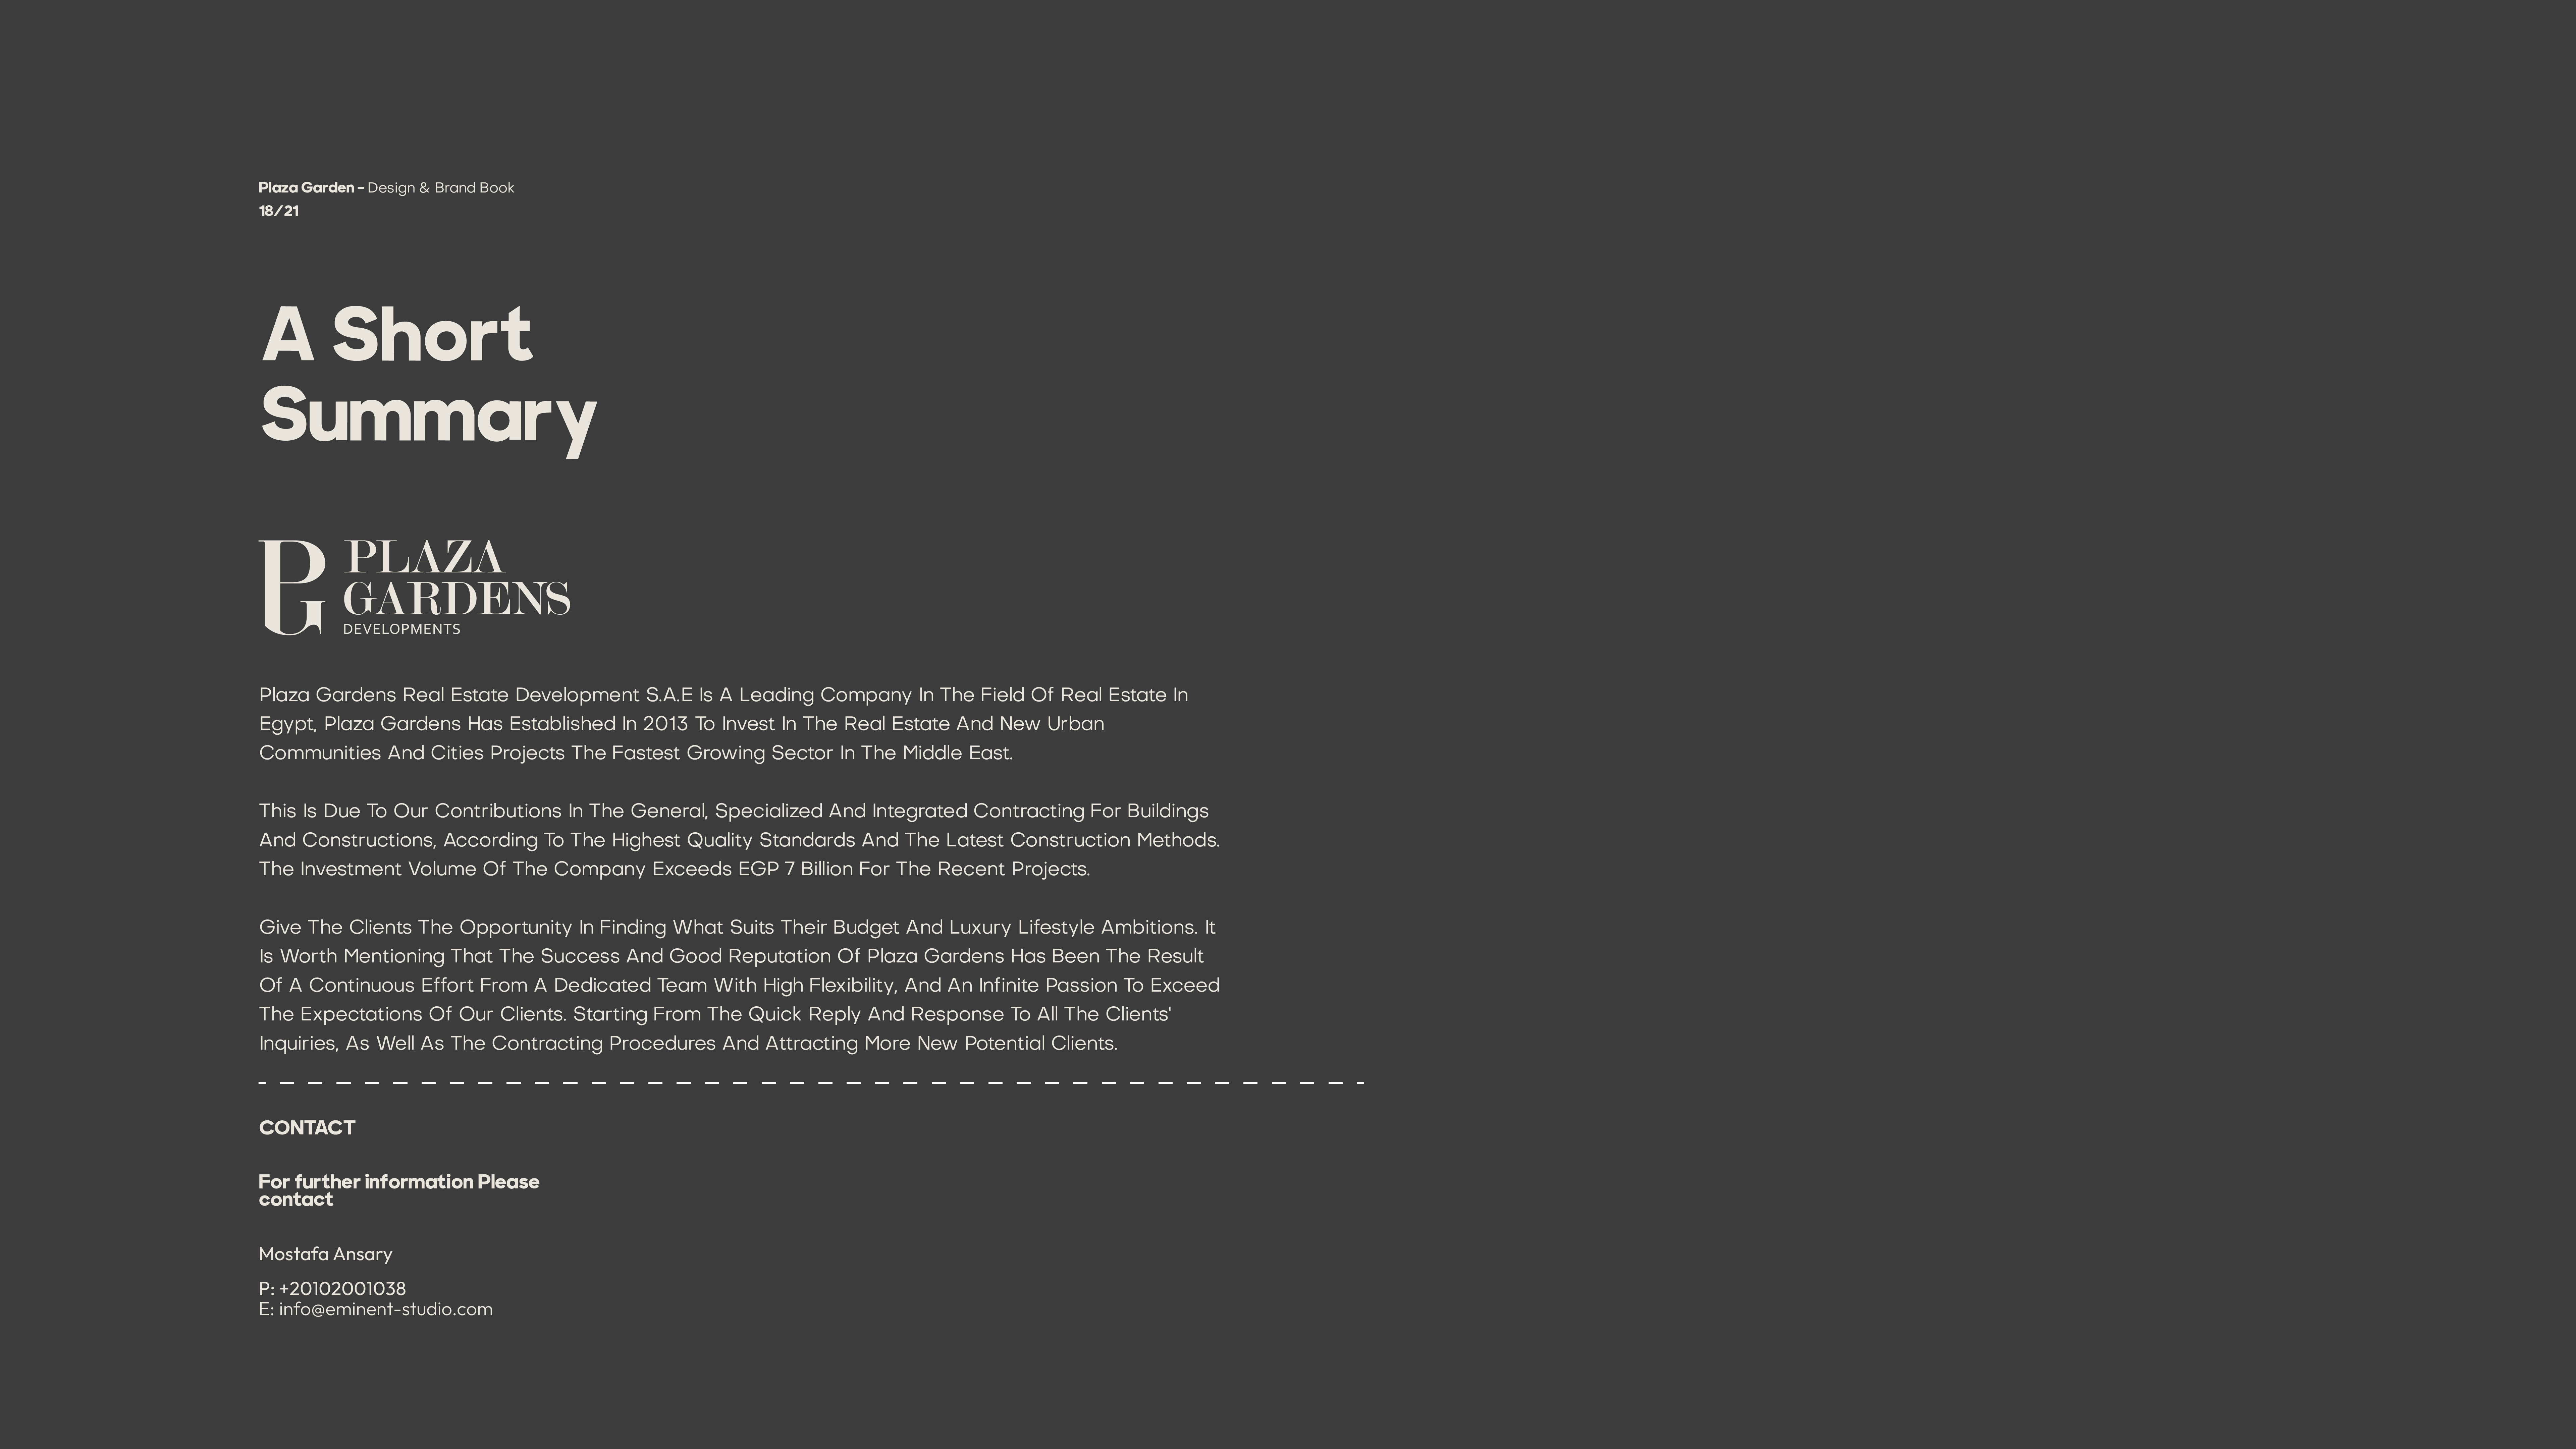 Plaza Garden - Design & Brand Book
18/21
A Short
Summary
PG
PLAZA
GARDENS
DEVELOPMENTS
Plaza Gardens Real Estate Development S.A.E Is A Leading Company In The Field Of Real Estate In
Egypt, Plaza Gardens Has Established In 2013 To Invest In The Real Estate And New Urban
Communities And Cities Projects The Fastest Growing Sector In The Middle East.
This Is Due To Our Contributions In The General, Specialized And Integrated Contracting For Buildings
And Constructions, According To The Highest Quality Standards And The Latest Construction Methods.
The Investment Volume Of The Company Exceeds EGP 7 Billion For The Recent Projects.
Give The Clients The Opportunity In Finding What Suits Their Budget And Luxury Lifestyle Ambitions. It
Is Worth Mentioning That The Success And Good Reputation Of Plaza Gardens Has Been The Result
Of A Continuous Effort From A Dedicated Team With High Flexibility, And An Infinite Passion To Exceed
The Expectations Of Our Clients. Starting From The Quick Reply And Response To All The Clients'
Inquiries, As Well As The Contracting Procedures And Attracting More New Potential Clients.
CONTACT
For further information Please
contact
Mostafa Ansary
P: +20102001038
E: info@eminent-studio.com